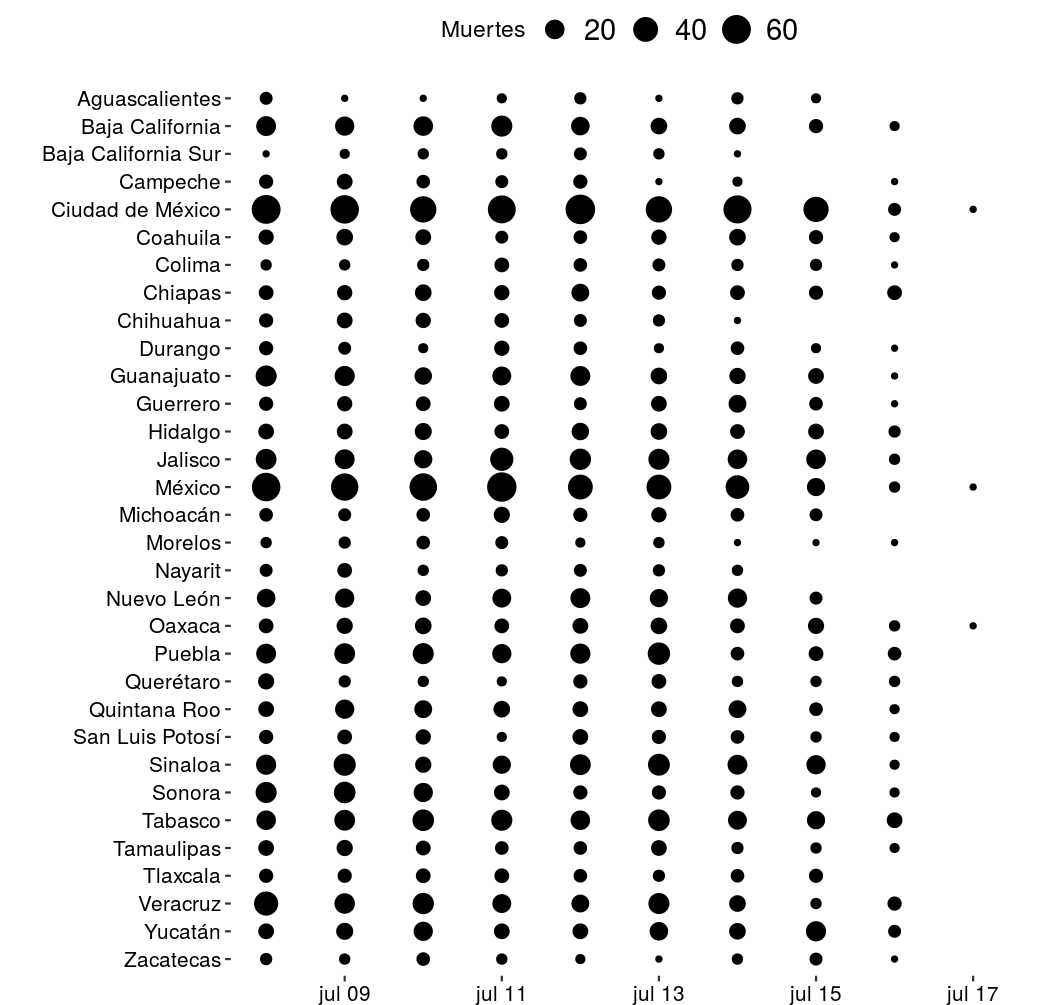 Muertes 20 40 60
Aguascalientes
Baja California
Baja California Sur
Campeche
Ciudad de México
Coahuila
Colima
Chiapas
Chihuahua
Durango
Guanajuato
Guerrero
Hidalgo
Jalisco
México
Michoacán
Morelos
Nayarit
Nuevo León
Oaxaca
Puebla
Querétaro
Quintana Roo
San Luis Potosí
Sinaloa
Sonora
Tabasco
Tamaulipas
Tlaxcala
Veracruz
Yucatán
Zacatecas
jul 09 jul 11 jul 13 jul 15 jul 17